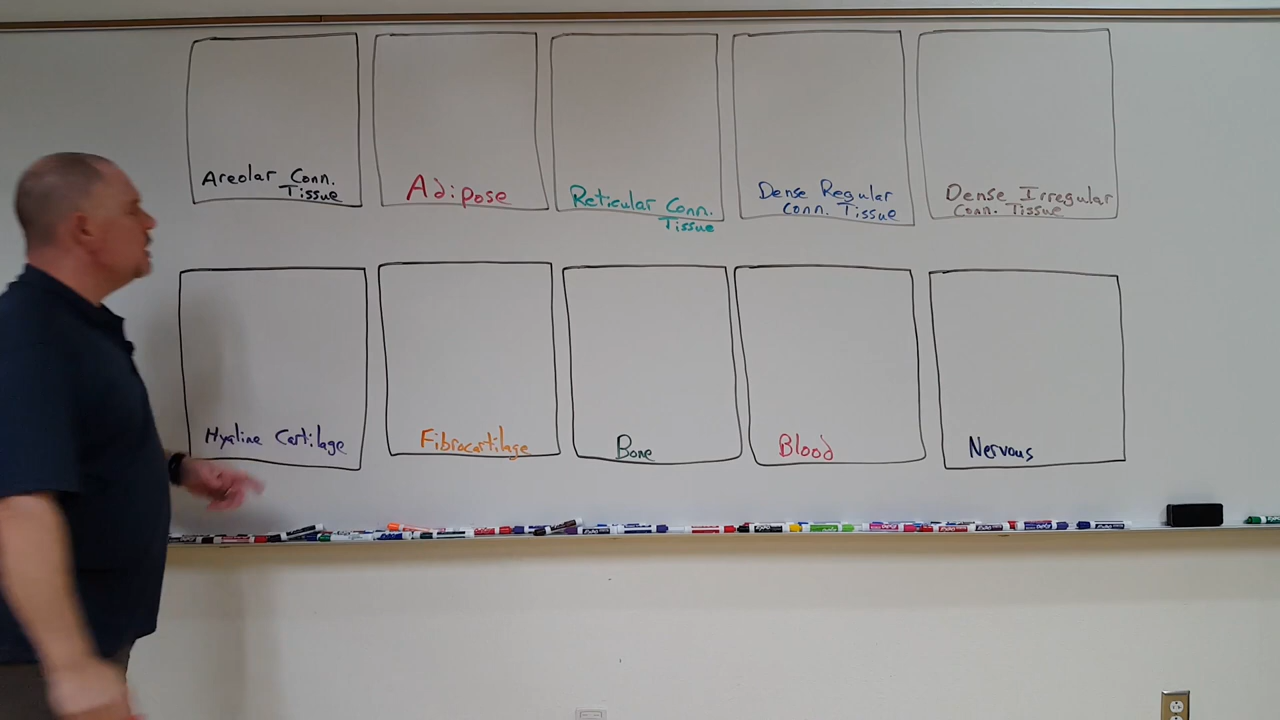 Areolar Conn.
Tissue
Adipose
Reticular Conn.
Tissue
Dense Regular
Conn. Tissue
Dense Irregular
Conn. Tissue
Hyaline Cartilage
Fibrocartilage
Bone
Blood
Nervous